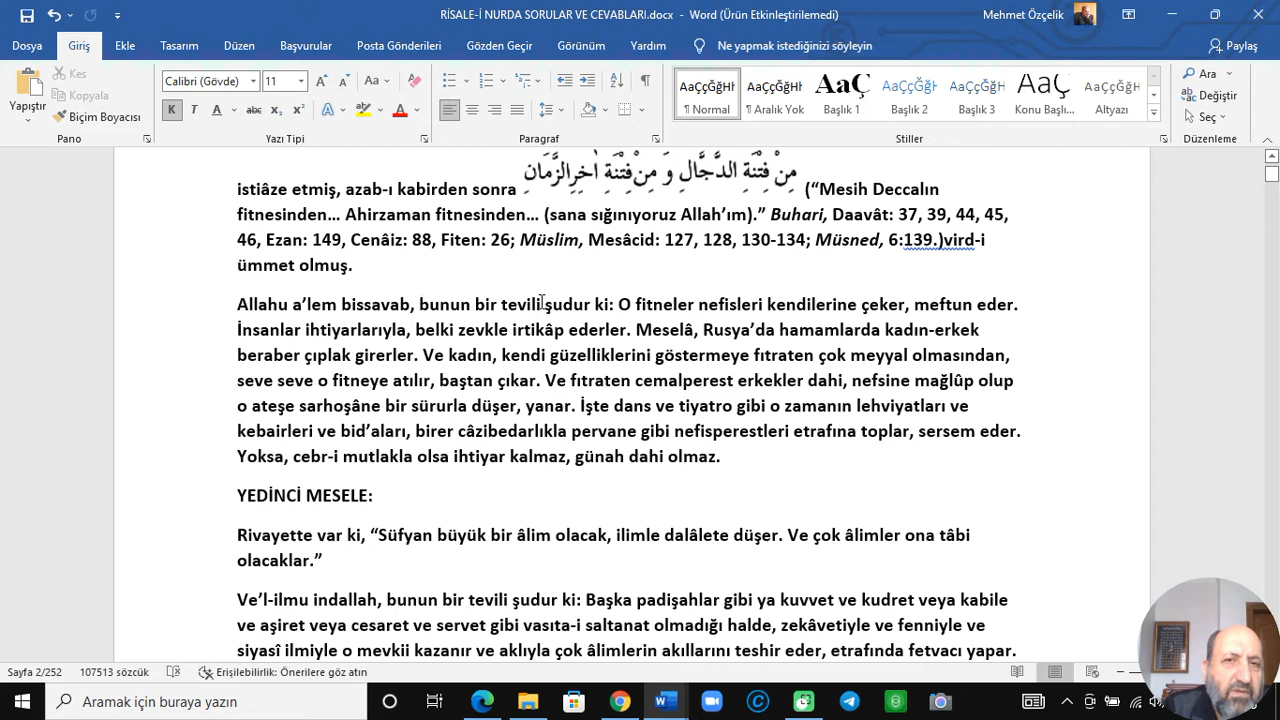 RİSALE-İ NURDA SORULAR VE CEVABLARI.docx - Word (Ürün Etkinleştirilemedi)
Mehmet Özçelik
Dosya Giriş Ekle Tasarım Düzen Başvurular Posta Gönderileri Gözden Geçir Görünüm Yardım Ne yapmak istediğinizi söyleyin Paylaş
Yapıştır
Kes
Kopyala
Biçim Boyacısı
Pano
Calibri (Gövde) 11
K T A abc x₂ x²
Yazı Tipi
Paragraf
AaÇçĞğH AaÇçĞğH AaÇ AaÇçĞğH AaÇçĞğH AaÇ AaÇçĞğH
¶ Normal ¶ Aralık Yok Başlık 1 Başlık 2 Başlık 3 Konu Başlı... Altyazı
Stiller
Ara
Değiştir
Seç
Düzenleme
istiâze etmiş, azab-ı kabirden sonra مِنْ فِتْنَةِ الدَّجَّالِ وَ مِنْ فِتْنَةِ اٰخِرِالزَّمَانِ (“Mesih Deccalın
fitnesinden… Ahirzaman fitnesinden… (sana sığınıyoruz Allah’ım).” Buhari, Daavât: 37, 39, 44, 45,
46, Ezan: 149, Cenâiz: 88, Fiten: 26; Müslim, Mesâcid: 127, 128, 130-134; Müsned, 6:139.)vird-i
ümmet olmuş.
Allahu a’lem bissavab, bunun bir tevili şudur ki: O fitneler nefisleri kendilerine çeker, meftun eder.
İnsanlar ihtiyarlarıyla, belki zevkle irtikâp ederler. Meselâ, Rusya’da hamamlarda kadın-erkek
beraber çıplak girerler. Ve kadın, kendi güzelliklerini göstermeye fıtraten çok meyyal olmasından,
seve seve o fitneye atılır, baştan çıkar. Ve fıtraten cemalperest erkekler dahi, nefsine mağlûp olup
o ateşe sarhoşâne bir sürurla düşer, yanar. İşte dans ve tiyatro gibi o zamanın lehviyatları ve
kebairleri ve bid’aları, birer câzibedarlıkla pervane gibi nefisperestleri etrafına toplar, sersem eder.
Yoksa, cebr-i mutlakla olsa ihtiyar kalmaz, günah dahi olmaz.
YEDİNCİ MESELE:
Rivayette var ki, “Süfyan büyük bir âlim olacak, ilimle dalâlete düşer. Ve çok âlimler ona tâbi
olacaklar.”
Ve’l-ilmu indallah, bunun bir tevili şudur ki: Başka padişahlar gibi ya kuvvet ve kudret veya kabile
ve aşiret veya cesaret ve servet gibi vasıta-i saltanat olmadığı halde, zekâvetiyle ve fenniyle ve
siyasî ilmiyle o mevkii kazanır ve aklıyla çok âlimlerin akıllarını teshir eder, etrafında fetvacı yapar.
Sayfa 2/252 107513 sözcük Erişilebilirlik: Önerilere göz atın
Aramak için buraya yazın